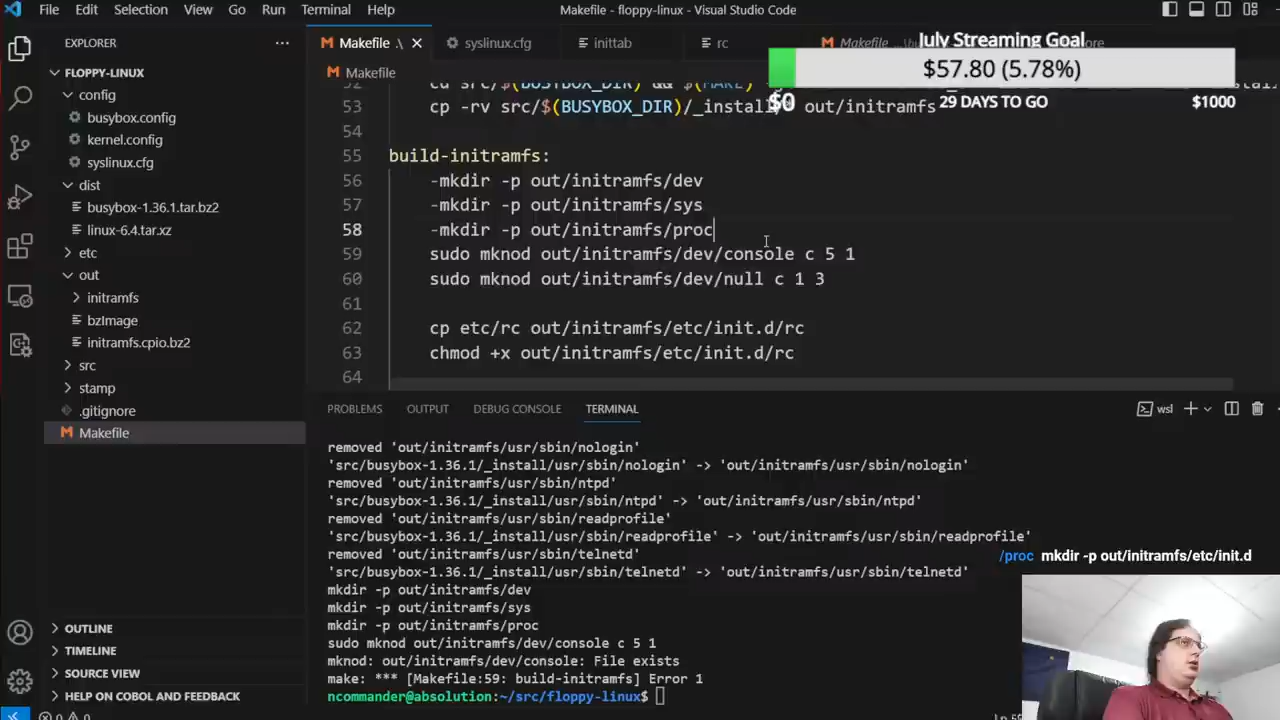 File Edit Selection View Go Run Terminal Help
Makefile - floppy-linux - Visual Studio Code
EXPLORER
FLOPPY-LINUX
config
busybox.config
kernel.config
syslinux.cfg
dist
busybox-1.36.1.tar.bz2
linux-6.4.tar.xz
etc
out
initramfs
bzImage
initramfs.cpio.bz2
src
stamp
.gitignore
Makefile
OUTLINE
TIMELINE
SOURCE VIEW
HELP ON COBOL AND FEBRACK
Makefile .\ syslinux.cfg inittab rc Makefile
Makefile
July Streaming Goal
$57.80 (5.78%)
$0 29 DAYS TO GO $1000
53 cp -rv src/$(BUSYBOX_DIR)/_install/ out/initramfs
54
55 build-initramfs:
56 -mkdir -p out/initramfs/dev
57 -mkdir -p out/initramfs/sys
58 -mkdir -p out/initramfs/proc
59 sudo mknod out/initramfs/dev/console c 5 1
60 sudo mknod out/initramfs/dev/null c 1 3
61
62 cp etc/rc out/initramfs/etc/init.d/rc
63 chmod +x out/initramfs/etc/init.d/rc
64
PROBLEMS OUTPUT DEBUG CONSOLE TERMINAL
wsl
removed 'out/initramfs/usr/sbin/nologin'
'src/busybox-1.36.1/_install/usr/sbin/nologin' -> 'out/initramfs/usr/sbin/nologin'
removed 'out/initramfs/usr/sbin/ntpd'
'src/busybox-1.36.1/_install/usr/sbin/ntpd' -> 'out/initramfs/usr/sbin/ntpd'
removed 'out/initramfs/usr/sbin/readprofile'
'src/busybox-1.36.1/_install/usr/sbin/readprofile' -> 'out/initramfs/usr/sbin/readprofile'
removed 'out/initramfs/usr/sbin/telnetd'
'src/busybox-1.36.1/_install/usr/sbin/telnetd' -> 'out/initramfs/usr/sbin/telnetd'
mkdir -p out/initramfs/dev
mkdir -p out/initramfs/sys
mkdir -p out/initramfs/proc
sudo mknod out/initramfs/dev/console c 5 1
mknod: out/initramfs/dev/console: File exists
make: *** [Makefile:59: build-initramfs] Error 1
ncommander@absolution:~/src/floppy-linux$
/proc mkdir -p out/initramfs/etc/init.d